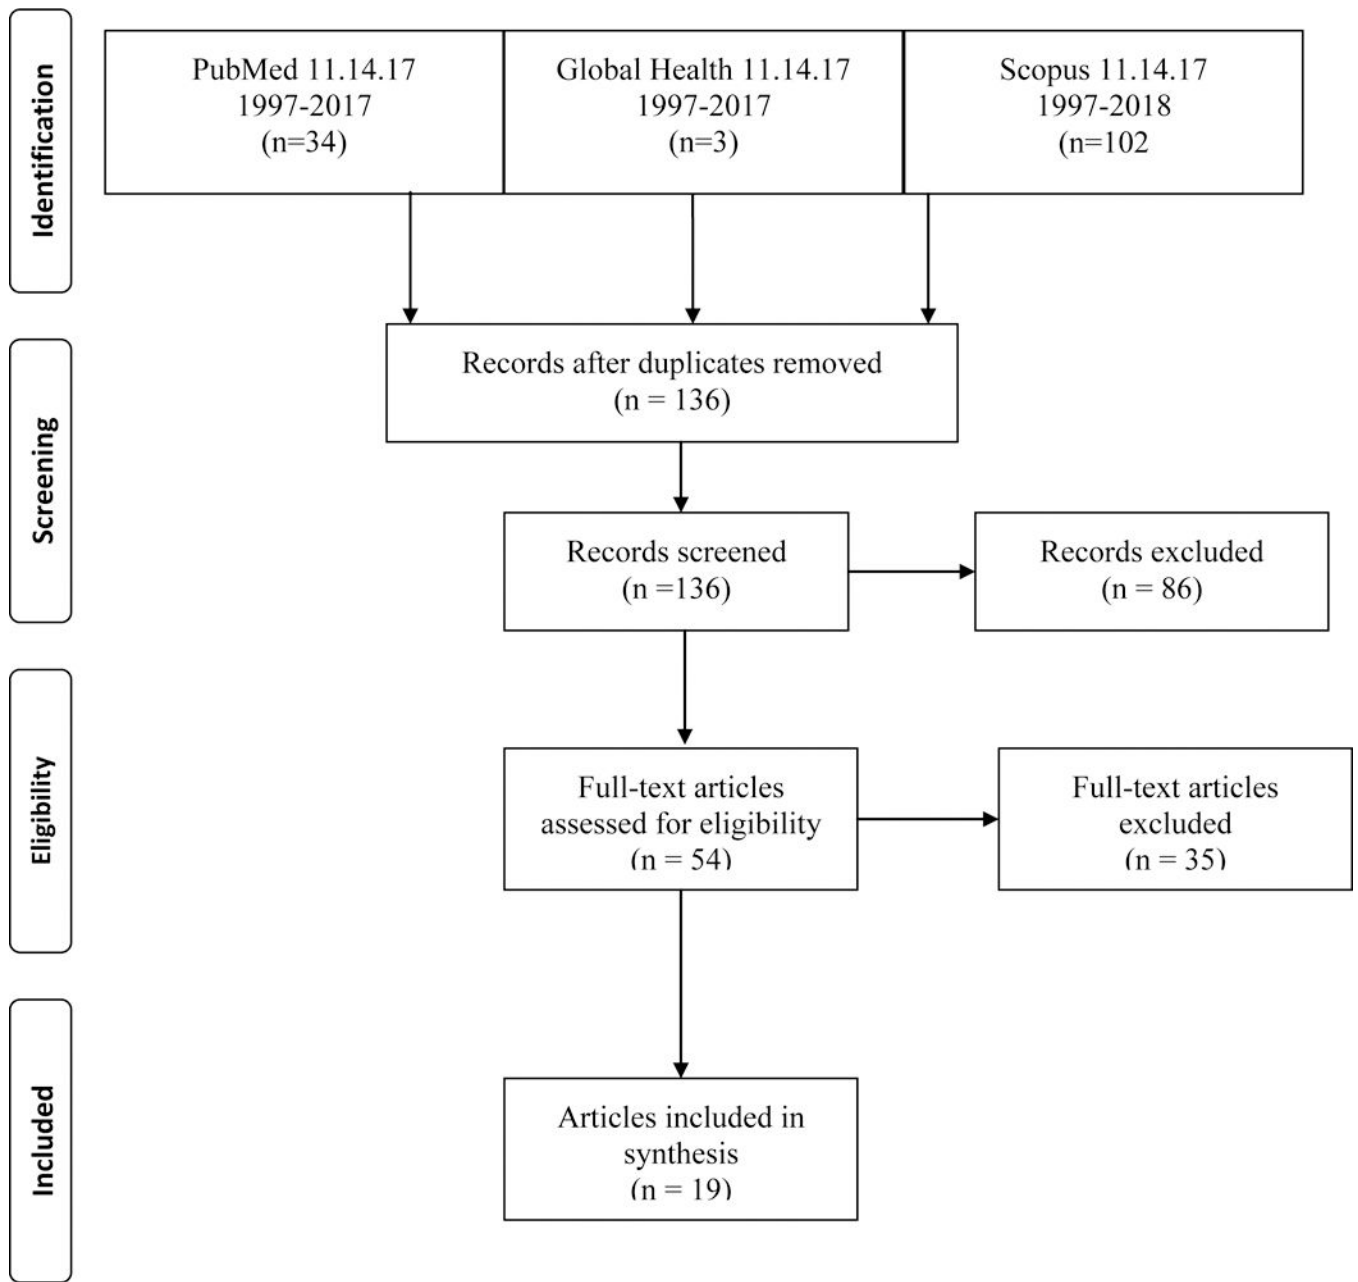 Identification
PubMed 11.14.17
1997-2017
(n=34)
Global Health 11.14.17
1997-2017
(n=3)
Scopus 11.14.17
1997-2018
(n=102
Screening
Records after duplicates removed
(n = 136)
Records screened
(n =136)
Records excluded
(n = 86)
Eligibility
Full-text articles
assessed for eligibility
(n = 54)
Full-text articles
excluded
(n = 35)
Included
Articles included in
synthesis
(n = 19)